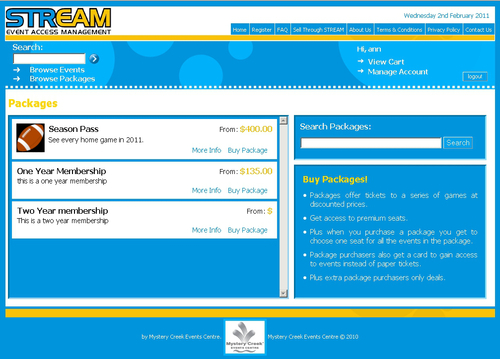 STREAM
EVENT ACCESS MANAGEMENT
Wednesday 2nd February 2011
Home Register FAQ Sell Through STREAM About Us Terms & Conditions Privacy Policy Contact Us
Search:
Browse Events
Browse Packages
Hi, ann
View Cart
Manage Account
logout
Packages
Season Pass
From: $400.00
See every home game in 2011.
More Info Buy Package
One Year Membership
From: $135.00
this is a one year membership
More Info Buy Package
Two Year membership
From: $
This is a two year membership
More Info Buy Package
Search Packages:
Search
Buy Packages!
Packages offer tickets to a series of games at
discounted prices.
Get access to premium seats.
Plus when you purchase a package you get to
choose one seat for all the events in the package.
Package purchasers also get a card to gain access
to events instead of paper tickets.
Plus extra package purchasers only deals.
by Mystery Creek Events Centre.
Mystery Creek
EVENTS CENTRE
Mystery Creek Events Centre © 2010